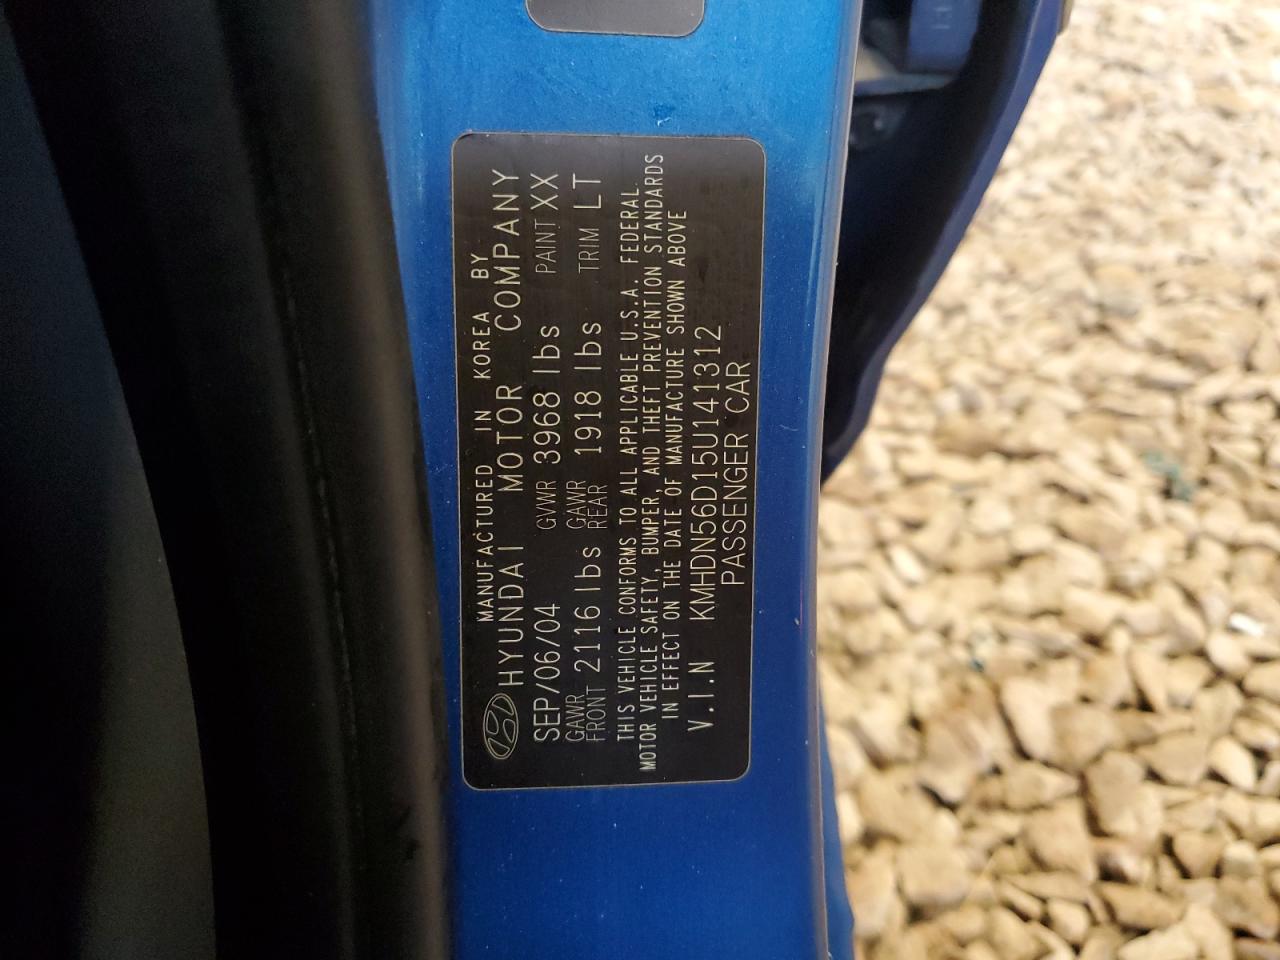 MANUFACTURED IN KOREA BY
HYUNDAI MOTOR COMPANY
SEP/06/04 GVWR 3968 lbs PAINT XX
GAWR FRONT 2116 lbs GAWR REAR 1918 lbs TRIM LT
THIS VEHICLE CONFORMS TO ALL APPLICABLE U.S.A. FEDERAL
MOTOR VEHICLE SAFETY, BUMPER, AND THEFT PREVENTION STANDARDS
IN EFFECT ON THE DATE OF MANUFACTURE SHOWN ABOVE
V.I.N KMHDN56D15U141312
PASSENGER CAR